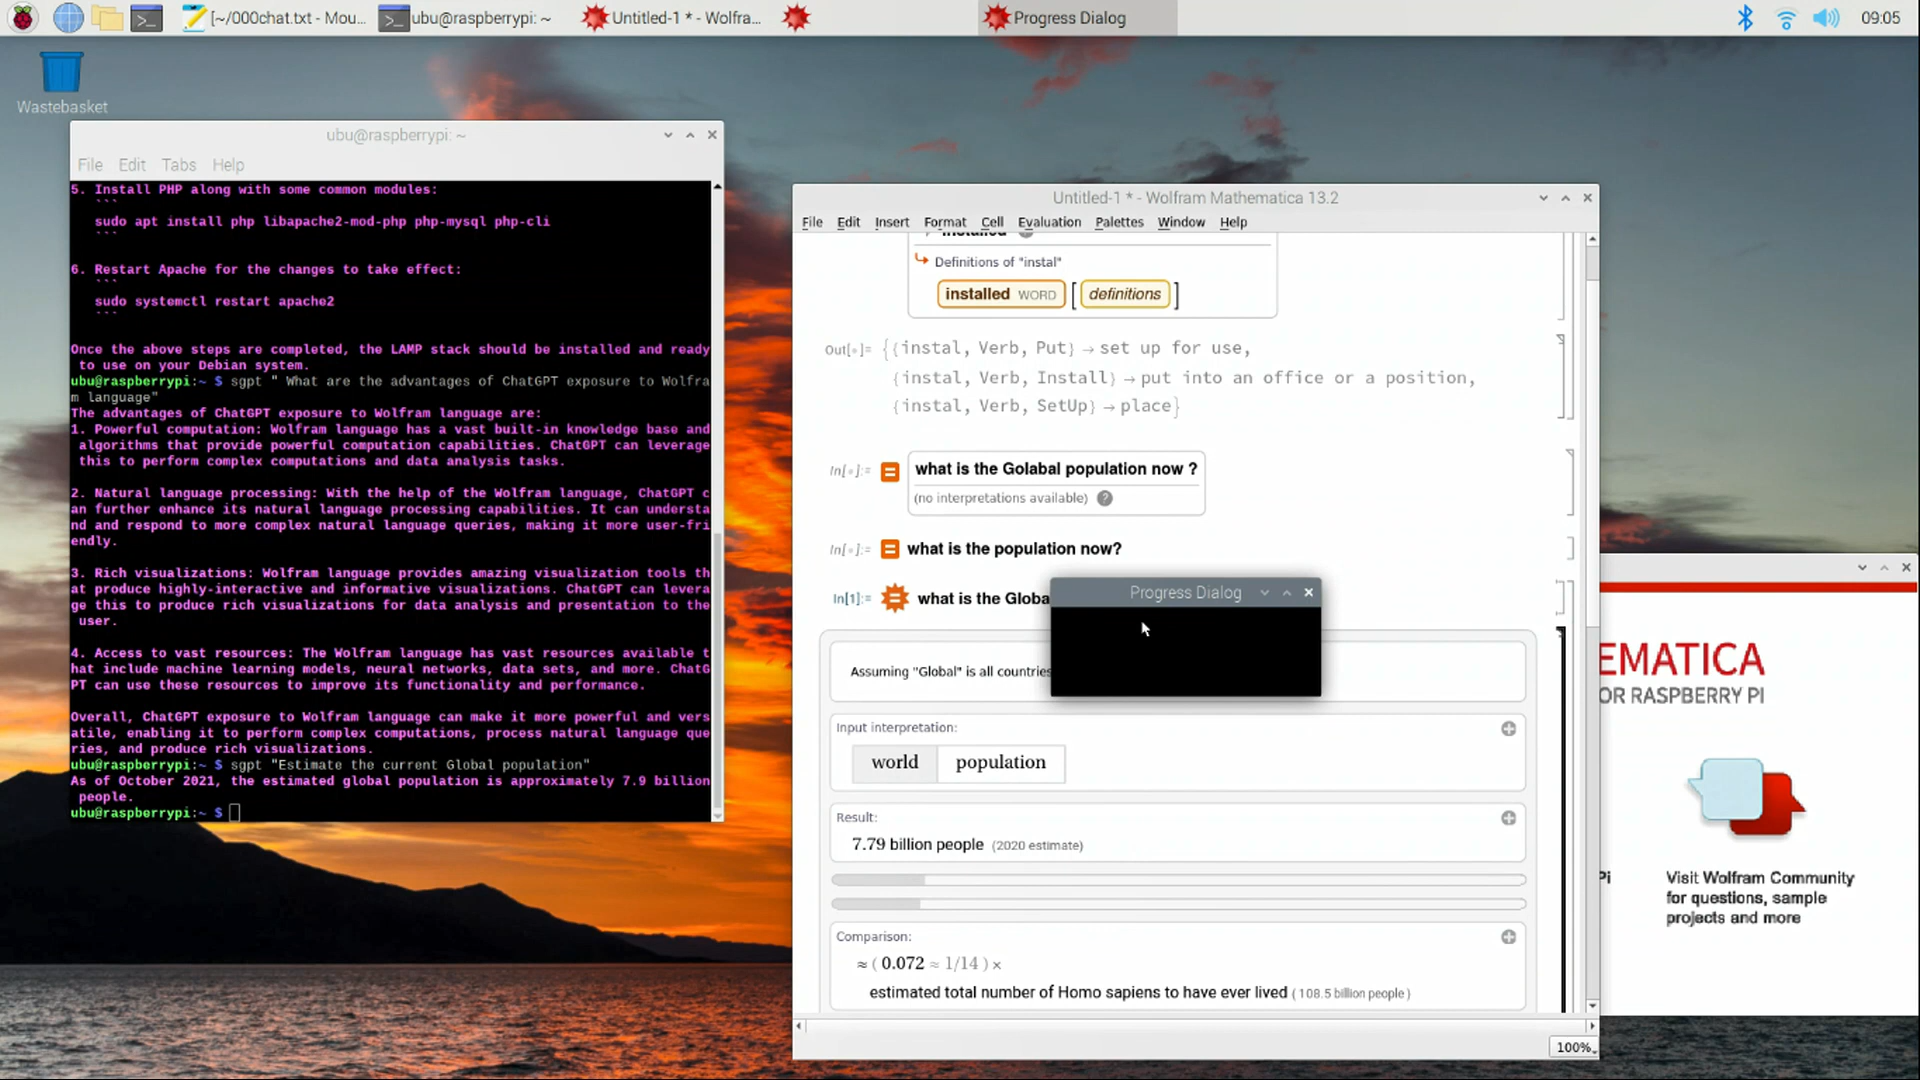 [~/000chat.txt - Mou...
ubu@raspberrypi: ~
Untitled-1 * - Wolfra...
Progress Dialog
09:05
Wastebasket
ubu@raspberrypi: ~
File Edit Tabs Help
5. Install PHP along with some common modules:
```
sudo apt install php libapache2-mod-php php-mysql php-cli
```
6. Restart Apache for the changes to take effect:
```
sudo systemctl restart apache2
```
Once the above steps are completed, the LAMP stack should be installed and ready
to use on your Debian system.
ubu@raspberrypi:~ $ sgpt " What are the advantages of ChatGPT exposure to Wolfra
m language"
The advantages of ChatGPT exposure to Wolfram language are:
1. Powerful computation: Wolfram language has a vast built-in knowledge base and
algorithms that provide powerful computation capabilities. ChatGPT can leverage
this to perform complex computations and data analysis tasks.
2. Natural language processing: With the help of the Wolfram language, ChatGPT c
an further enhance its natural language processing capabilities. It can understa
nd and respond to more complex natural language queries, making it more user-fri
endly.
3. Rich visualizations: Wolfram language provides amazing visualization tools th
at produce highly-interactive and informative visualizations. ChatGPT can levera
ge this to produce rich visualizations for data analysis and presentation to the
user.
4. Access to vast resources: The Wolfram language has vast resources available t
hat include machine learning models, neural networks, data sets, and more. ChatG
PT can use these resources to improve its functionality and performance.
Overall, ChatGPT exposure to Wolfram language can make it more powerful and vers
atile, enabling it to perform complex computations, process natural language que
ries, and produce rich visualizations.
ubu@raspberrypi:~ $ sgpt "Estimate the current Global population"
As of October 2021, the estimated global population is approximately 7.9 billion
people.
ubu@raspberrypi:~ $
Untitled-1 * - Wolfram Mathematica 13.2
File Edit Insert Format Cell Evaluation Palettes Window Help
installed
Definitions of "instal"
installed WORD [ definitions ]
Out[•]= {{instal, Verb, Put} → set up for use,
{instal, Verb, Install} → put into an office or a position,
{instal, Verb, SetUp} → place}
In[•]:= what is the Golabal population now ?
(no interpretations available) ?
In[•]:= what is the population now?
In[1]:= what is the Globa
Progress Dialog
Assuming "Global" is all countries
Input interpretation:
world population
Result:
7.79 billion people (2020 estimate)
Comparison:
≈ ( 0.072 ≈ 1/14 ) ×
estimated total number of Homo sapiens to have ever lived ( 108.5 billion people )
100%
EMATICA
OR RASPBERRY PI
Pi
Visit Wolfram Community
for questions, sample
projects and more